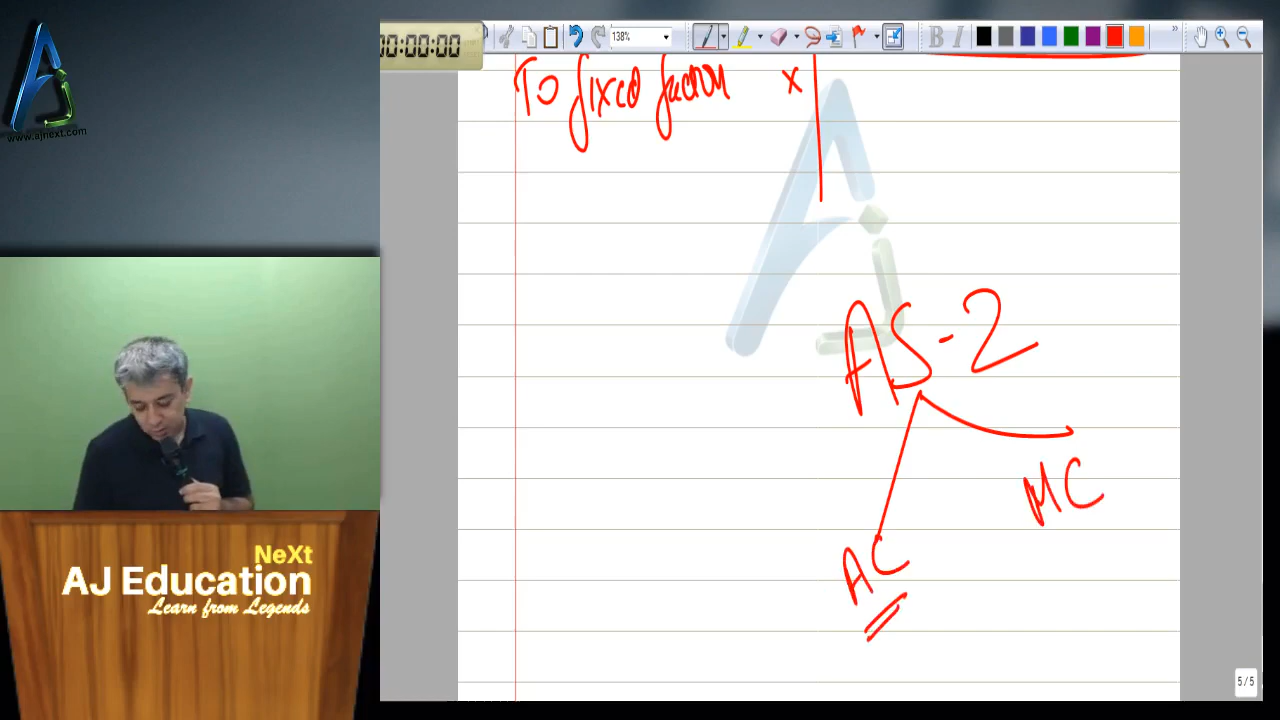 00:00:00
138%
B I
www.ajnext.com
To fixed x
AS-2
MC
AC
NeXt
AJ Education
Learn from Legends
5/5